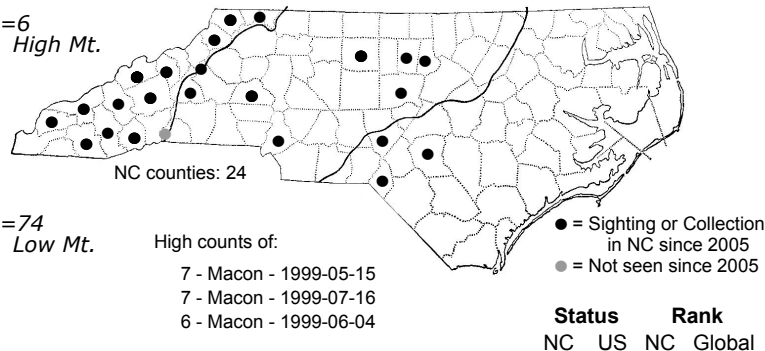 =6
High Mt.
NC counties: 24
=74
Low Mt.
High counts of:
7 - Macon - 1999-05-15
7 - Macon - 1999-07-16
6 - Macon - 1999-06-04
= Sighting or Collection
in NC since 2005
= Not seen since 2005
Status Rank
NC US NC Global